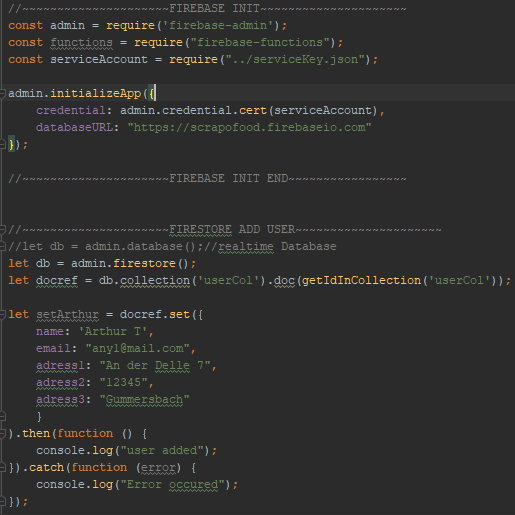 //~~~~~~~~~~~~~~~~~~~~~FIREBASE INIT~~~~~~~~~~~~~~~~~~~~~
const admin = require('firebase-admin');
const functions = require("firebase-functions");
const serviceAccount = require("../serviceKey.json");
admin.initializeApp({
    credential: admin.credential.cert(serviceAccount),
    databaseURL: "https://scrapofood.firebaseio.com"
});
//~~~~~~~~~~~~~~~~~~~~~FIREBASE INIT END~~~~~~~~~~~~~~~~~
//~~~~~~~~~~~~~~~~~~~~~FIRESTORE ADD USER~~~~~~~~~~~~~~~~~~~~~
//let db = admin.database();//realtime Database
let db = admin.firestore();
let docref = db.collection('userCol').doc(getIdInCollection('userCol'));
let setArthur = docref.set({
    name: 'Arthur T',
    email: "any1@mail.com",
    adress1: "An der Delle 7",
    adress2: "12345",
    adress3: "Gummersbach"
    }
).then(function () {
    console.log("user added");
}).catch(function (error) {
    console.log("Error occured");
});